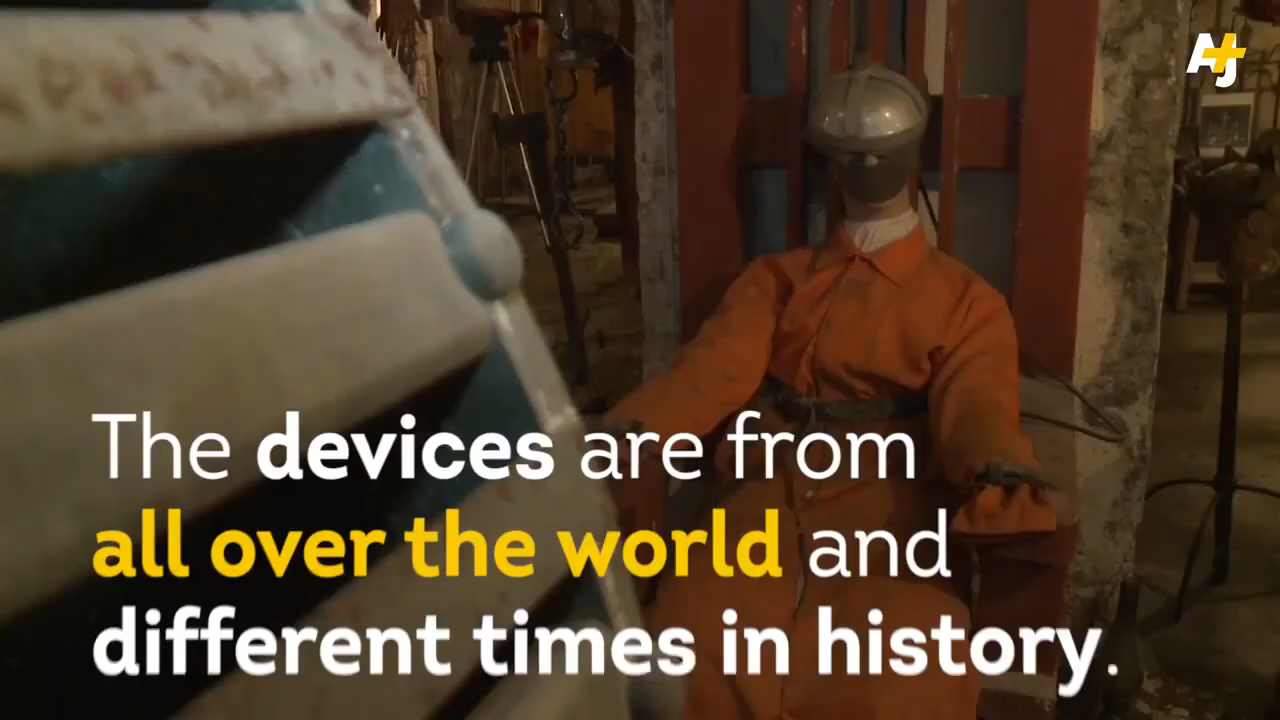 AJ+
The devices are from
all over the world and
different times in history.